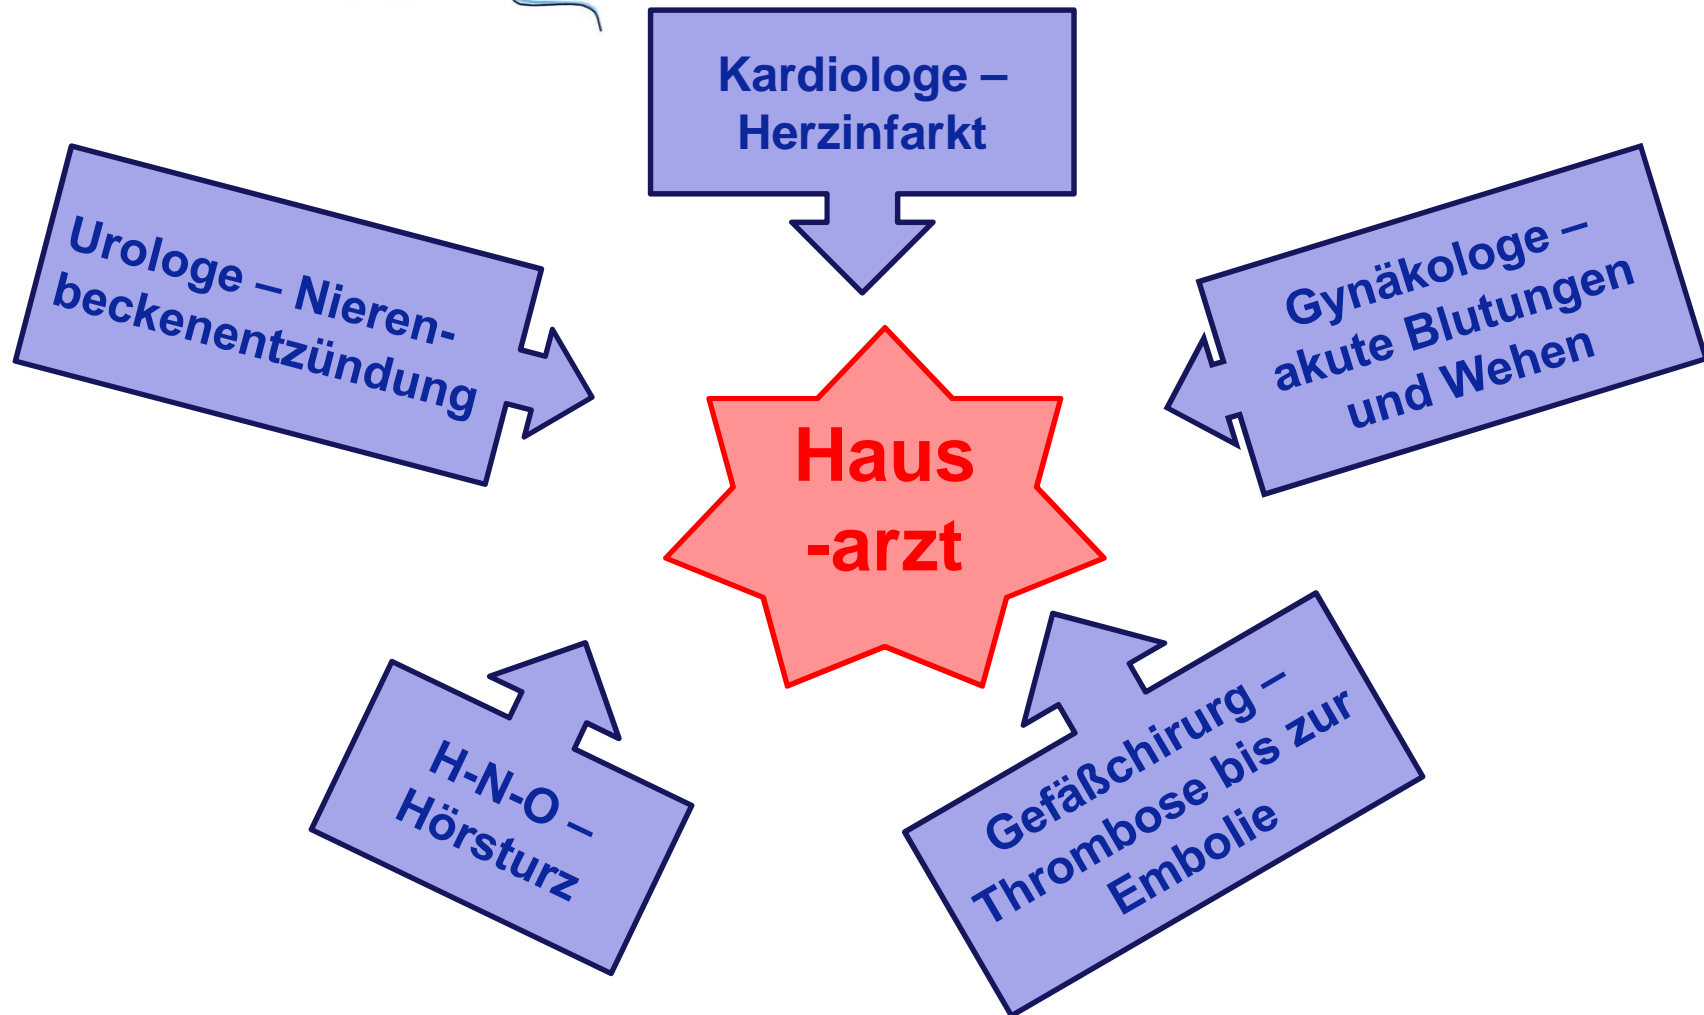 Kardiologe –
Herzinfarkt
Urologe – Nieren-
beckenentzündung
Gynäkologe –
akute Blutungen
und Wehen
Haus
-arzt
H-N-O –
Hörsturz
Gefäßchirurg –
Thrombose bis zur
Embolie